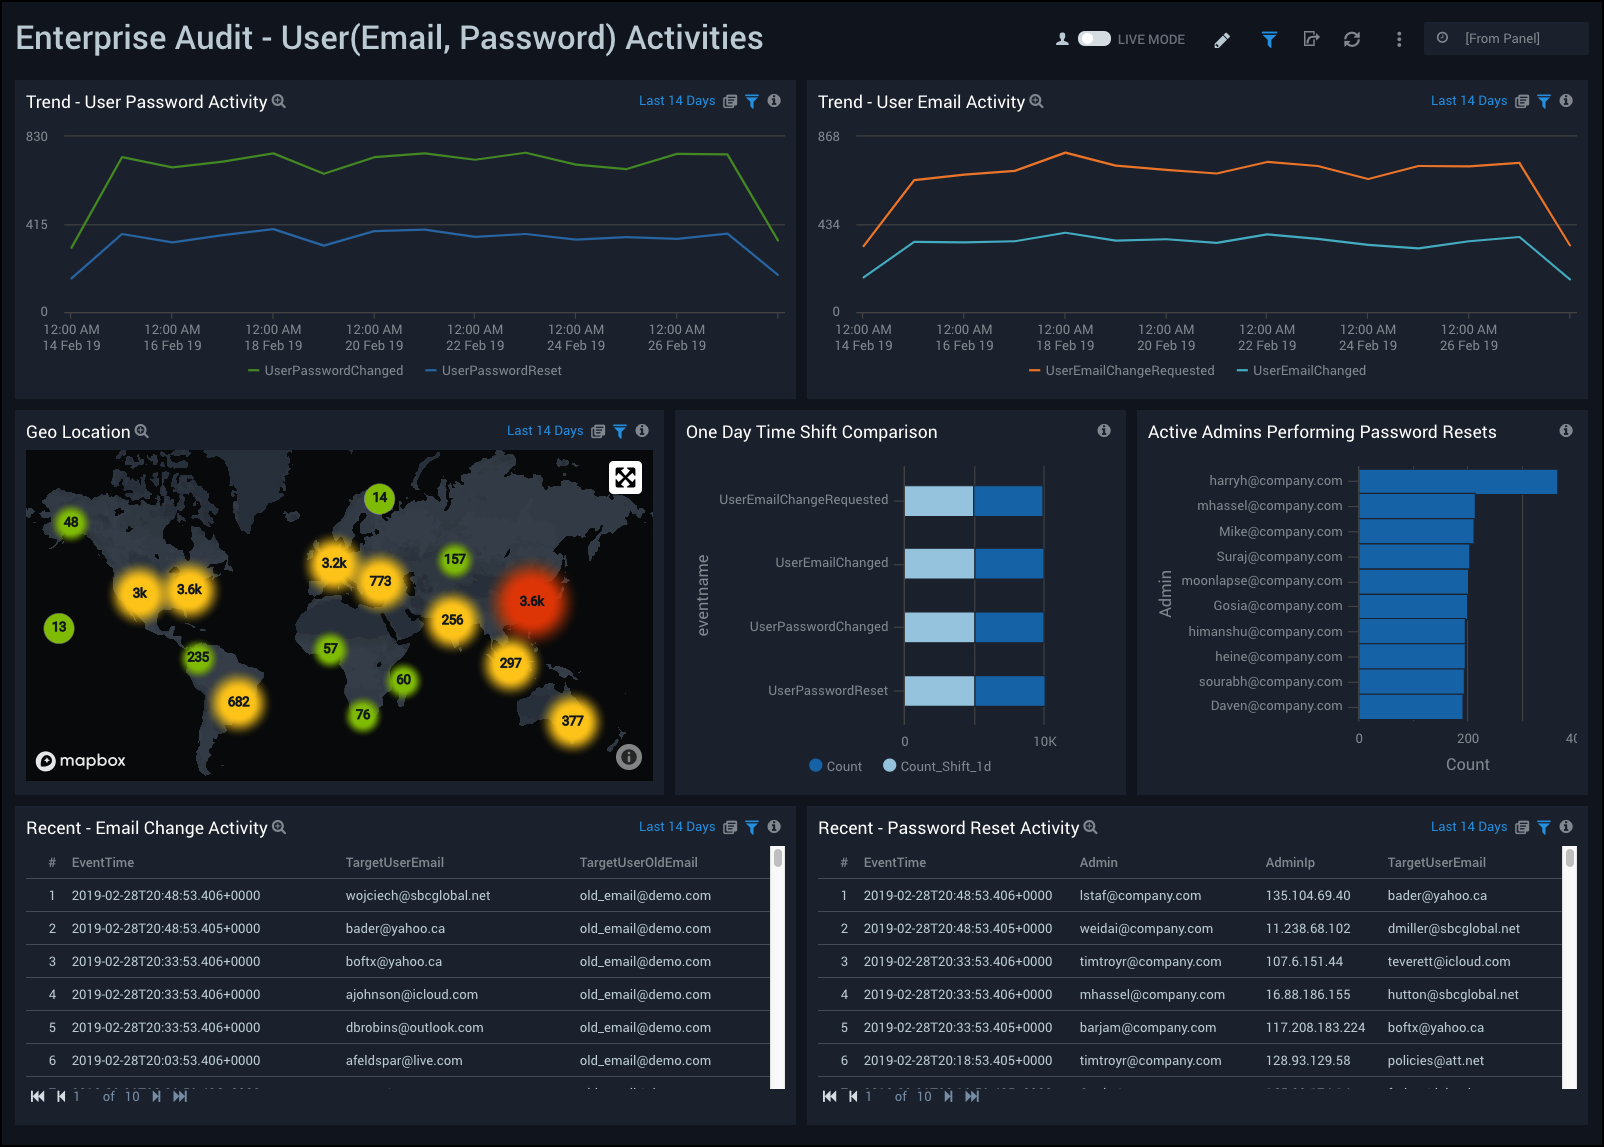 Enterprise Audit - User(Email, Password) Activities
LIVE MODE
[From Panel]
Trend - User Password Activity
Last 14 Days
830
415
0
12:00 AM 12:00 AM 12:00 AM 12:00 AM 12:00 AM 12:00 AM 12:00 AM
14 Feb 19 16 Feb 19 18 Feb 19 20 Feb 19 22 Feb 19 24 Feb 19 26 Feb 19
UserPasswordChanged UserPasswordReset
Trend - User Email Activity
Last 14 Days
868
434
0
12:00 AM 12:00 AM 12:00 AM 12:00 AM 12:00 AM 12:00 AM 12:00 AM
14 Feb 19 16 Feb 19 18 Feb 19 20 Feb 19 22 Feb 19 24 Feb 19 26 Feb 19
UserEmailChangeRequested UserEmailChanged
Geo Location
Last 14 Days
14
48
157
3.2k
773
3k
3.6k
3.6k
256
13
57
235
297
60
682
76
377
mapbox
One Day Time Shift Comparison
eventname
UserEmailChangeRequested
UserEmailChanged
UserPasswordChanged
UserPasswordReset
0 10K
Count Count_Shift_1d
Active Admins Performing Password Resets
Admin
harryh@company.com
mhassel@company.com
Mike@company.com
Suraj@company.com
moonlapse@company.com
Gosia@company.com
himanshu@company.com
heine@company.com
sourabh@company.com
Daven@company.com
0 200
Count
Recent - Email Change Activity
Last 14 Days
# EventTime TargetUserEmail TargetUserOldEmail
1 2019-02-28T20:48:53.406+0000 wojciech@sbcglobal.net old_email@demo.com
2 2019-02-28T20:48:53.405+0000 bader@yahoo.ca old_email@demo.com
3 2019-02-28T20:33:53.406+0000 boftx@yahoo.ca old_email@demo.com
4 2019-02-28T20:33:53.406+0000 ajohnson@icloud.com old_email@demo.com
5 2019-02-28T20:33:53.406+0000 dbrobins@outlook.com old_email@demo.com
6 2019-02-28T20:03:53.406+0000 afeldspar@live.com old_email@demo.com
1 of 10
Recent - Password Reset Activity
Last 14 Days
# EventTime Admin AdminIp TargetUserEmail
1 2019-02-28T20:48:53.406+0000 lstaf@company.com 135.104.69.40 bader@yahoo.ca
2 2019-02-28T20:48:53.405+0000 weidai@company.com 11.238.68.102 dmiller@sbcglobal.net
3 2019-02-28T20:33:53.406+0000 timtroyr@company.com 107.6.151.44 teverett@icloud.com
4 2019-02-28T20:33:53.406+0000 mhassel@company.com 16.88.186.155 hutton@sbcglobal.net
5 2019-02-28T20:33:53.405+0000 barjam@company.com 117.208.183.224 boftx@yahoo.ca
6 2019-02-28T20:18:53.405+0000 timtroyr@company.com 128.93.129.58 policies@att.net
1 of 10